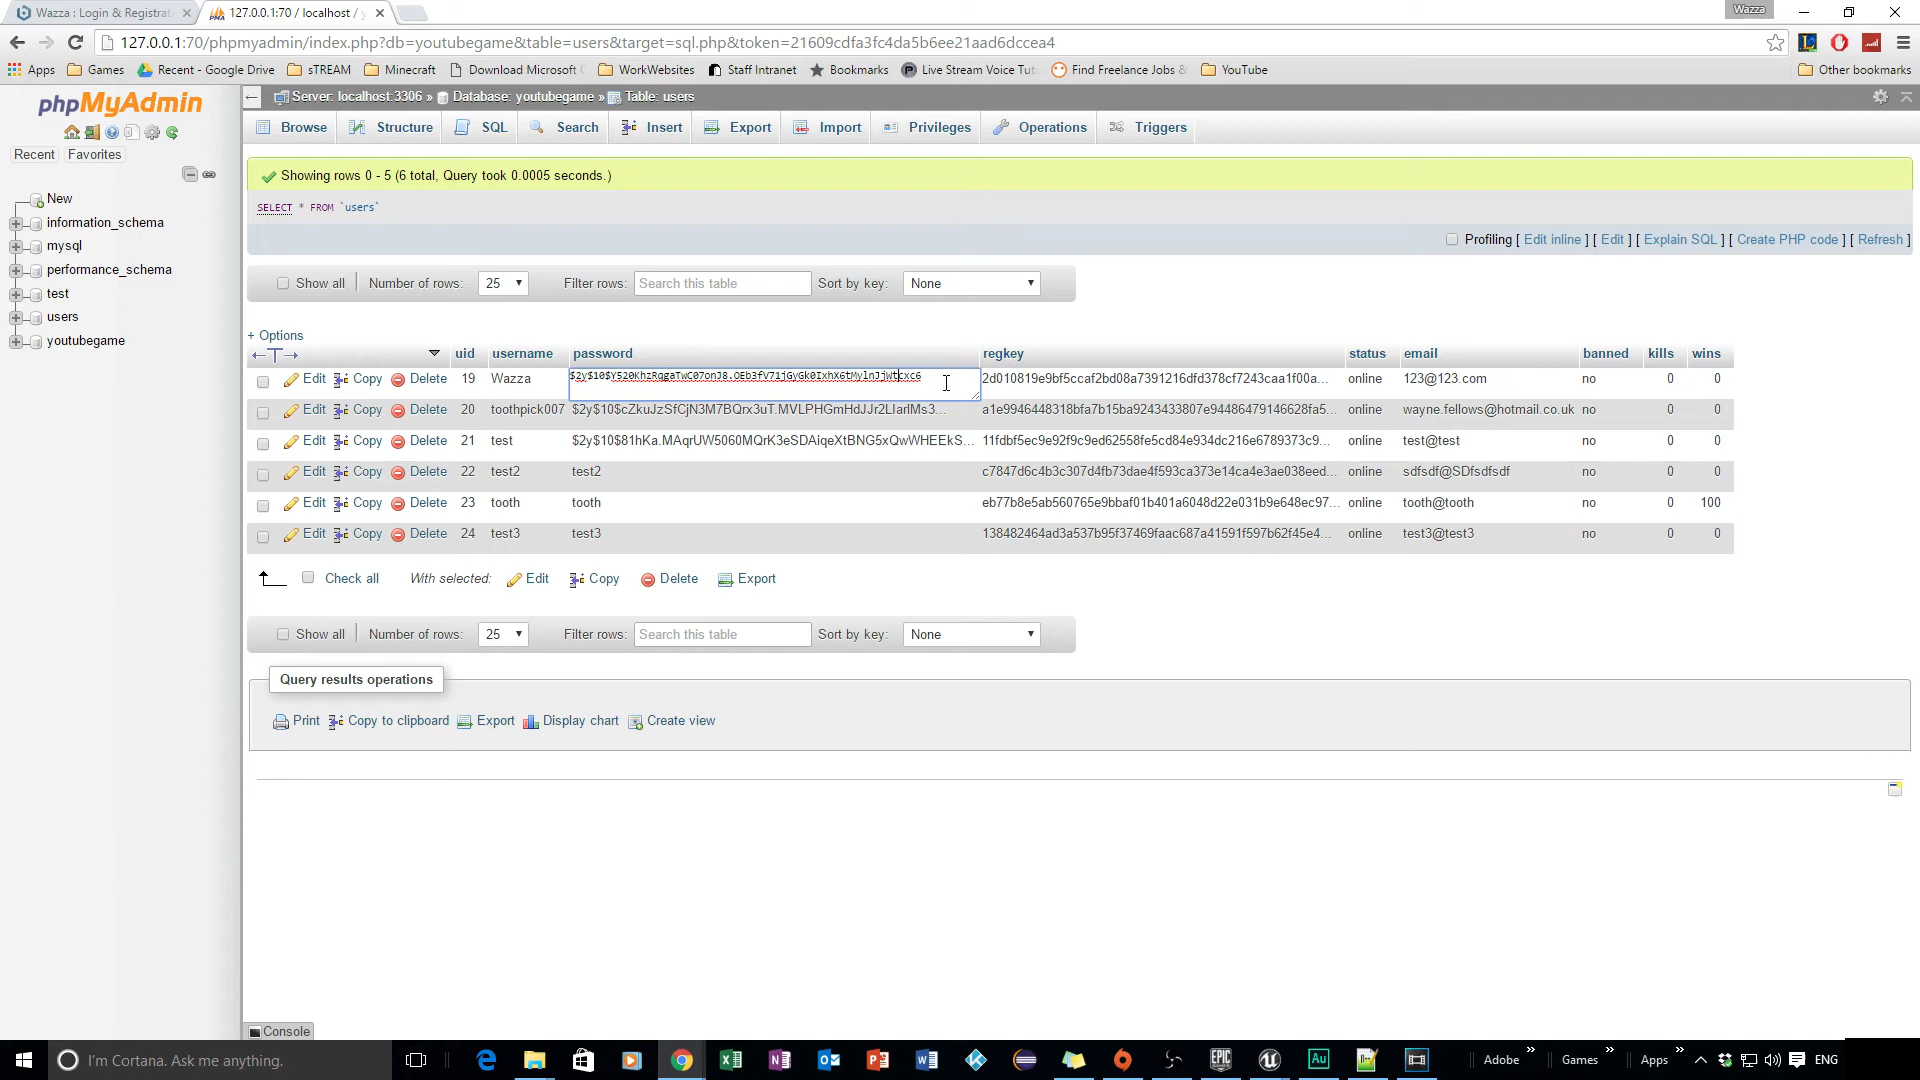 Wazza : Login & Registrat
127.0.0.1:70 / localhost /
Wazza
127.0.0.1:70/phpmyadmin/index.php?db=youtubegame&table=users&target=sql.php&token=21609cdfa3fc4da5b6ee21aad6dccea4
Apps Games Recent - Google Drive sTREAM Minecraft Download Microsoft WorkWebsites Staff Intranet Bookmarks Live Stream Voice Tut Find Freelance Jobs & YouTube Other bookmarks
phpMyAdmin
Server: localhost:3306 » Database: youtubegame » Table: users
Browse Structure SQL Search Insert Export Import Privileges Operations Triggers
Recent Favorites
New
information_schema
mysql
performance_schema
test
users
youtubegame
Showing rows 0 - 5 (6 total, Query took 0.0005 seconds.)
SELECT * FROM `users`
Profiling [ Edit inline ] [ Edit ] [ Explain SQL ] [ Create PHP code ] [ Refresh ]
Show all Number of rows: 25 Filter rows: Search this table Sort by key: None
+ Options
uid username password regkey status email banned kills wins
Edit Copy Delete 19 Wazza $2y$10$Y520KhzRqgaTwC07onJ8.OEb3fV71jGyGk0IxhX6tMylnJjWtcxc6 2d010819e9bf5ccaf2bd08a7391216dfd378cf7243caa1f00a... online 123@123.com no 0 0
Edit Copy Delete 20 toothpick007 $2y$10$cZkuJzSfCjN3M7BQrx3uT.MVLPHGmHdJJr2LIarIMs3... a1e9946448318bfa7b15ba9243433807e94486479146628fa5... online wayne.fellows@hotmail.co.uk no 0 0
Edit Copy Delete 21 test $2y$10$81hKa.MAqrUW5060MQrK3eSDAiqeXtBNG5xQwWHEEkS... 11fdbf5ec9e92f9c9ed62558fe5cd84e934dc216e6789373c9... online test@test no 0 0
Edit Copy Delete 22 test2 test2 c7847d6c4b3c307d4fb73dae4f593ca373e14ca4e3ae038eed... online sdfsdf@SDfsdfsdf no 0 0
Edit Copy Delete 23 tooth tooth eb77b8e5ab560765e9bbaf01b401a6048d22e031b9e648ec97... online tooth@tooth no 0 100
Edit Copy Delete 24 test3 test3 138482464ad3a537b95f37469faac687a41591f597b62f45e4... online test3@test3 no 0 0
Check all With selected: Edit Copy Delete Export
Show all Number of rows: 25 Filter rows: Search this table Sort by key: None
Query results operations
Print Copy to clipboard Export Display chart Create view
Console
I'm Cortana. Ask me anything.
Adobe Games Apps ENG